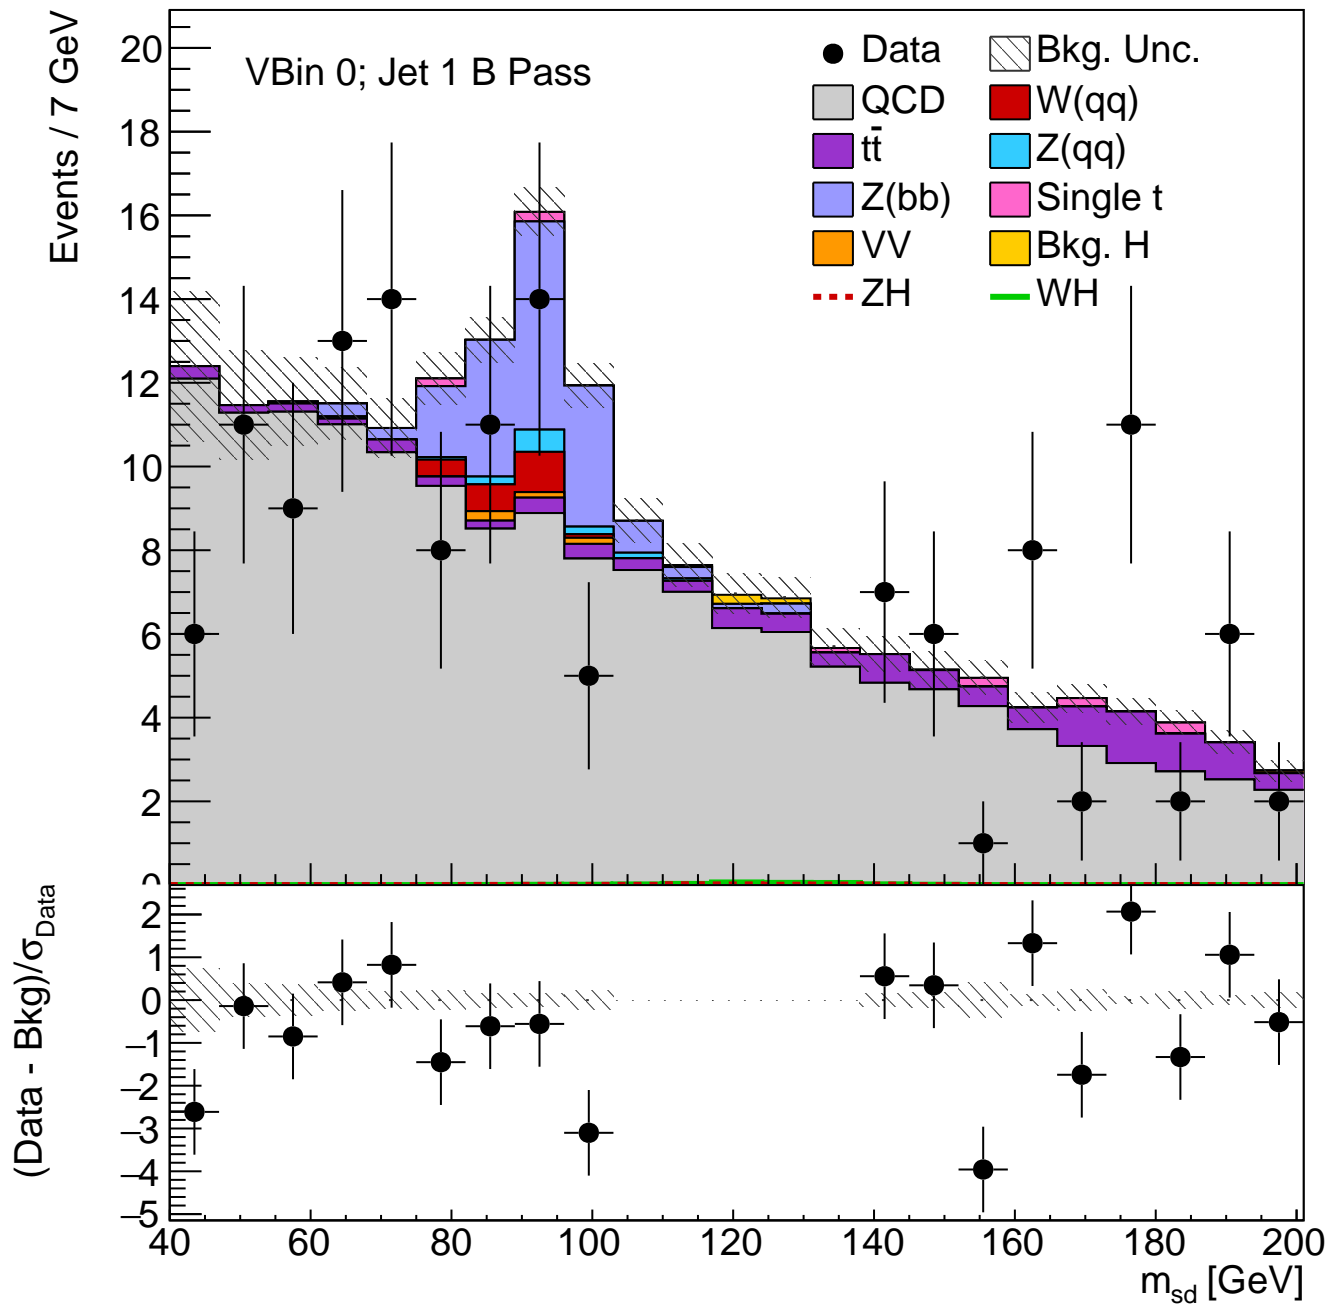 Events / 7 GeV
20
18
16
14
12
10
8
6
4
2
0
VBin 0; Jet 1 B Pass
Data
Bkg. Unc.
QCD
W(qq)
tt̄
Z(qq)
Z(bb)
Single t
VV
Bkg. H
ZH
WH
(Data - Bkg)/σData
2
1
0
−1
−2
−3
−4
−5
40 60 80 100 120 140 160 180 200
msd [GeV]